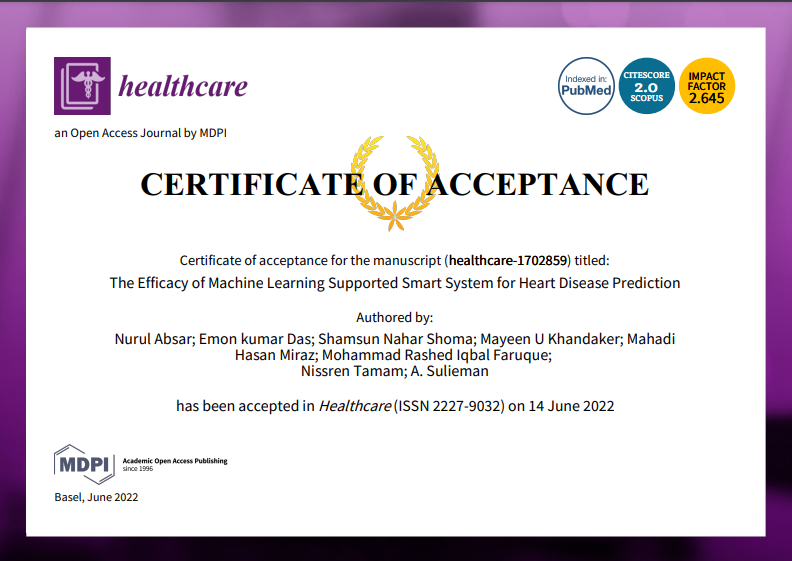 healthcare
Indexed in:
PubMed
CITESCORE
2.0
SCOPUS
IMPACT
FACTOR
2.645
an Open Access Journal by MDPI
CERTIFICATE OF ACCEPTANCE
Certificate of acceptance for the manuscript (healthcare-1702859) titled:
The Efficacy of Machine Learning Supported Smart System for Heart Disease Prediction
Authored by:
Nurul Absar; Emon kumar Das; Shamsun Nahar Shoma; Mayeen U Khandaker; Mahadi
Hasan Miraz; Mohammad Rashed Iqbal Faruque;
Nissren Tamam; A. Sulieman
has been accepted in Healthcare (ISSN 2227-9032) on 14 June 2022
MDPI
Academic Open Access Publishing
since 1996
Basel, June 2022